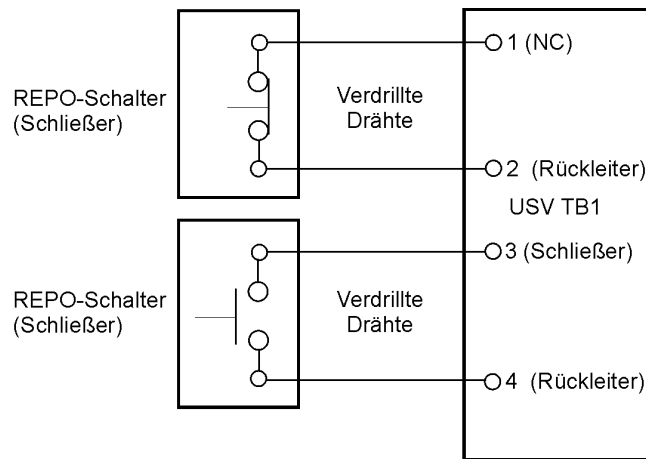 REPO-Schalter
(Schließer)
Verdrillte
Drähte
1 (NC)
2 (Rückleiter)
USV TB1
REPO-Schalter
(Schließer)
Verdrillte
Drähte
3 (Schließer)
4 (Rückleiter)